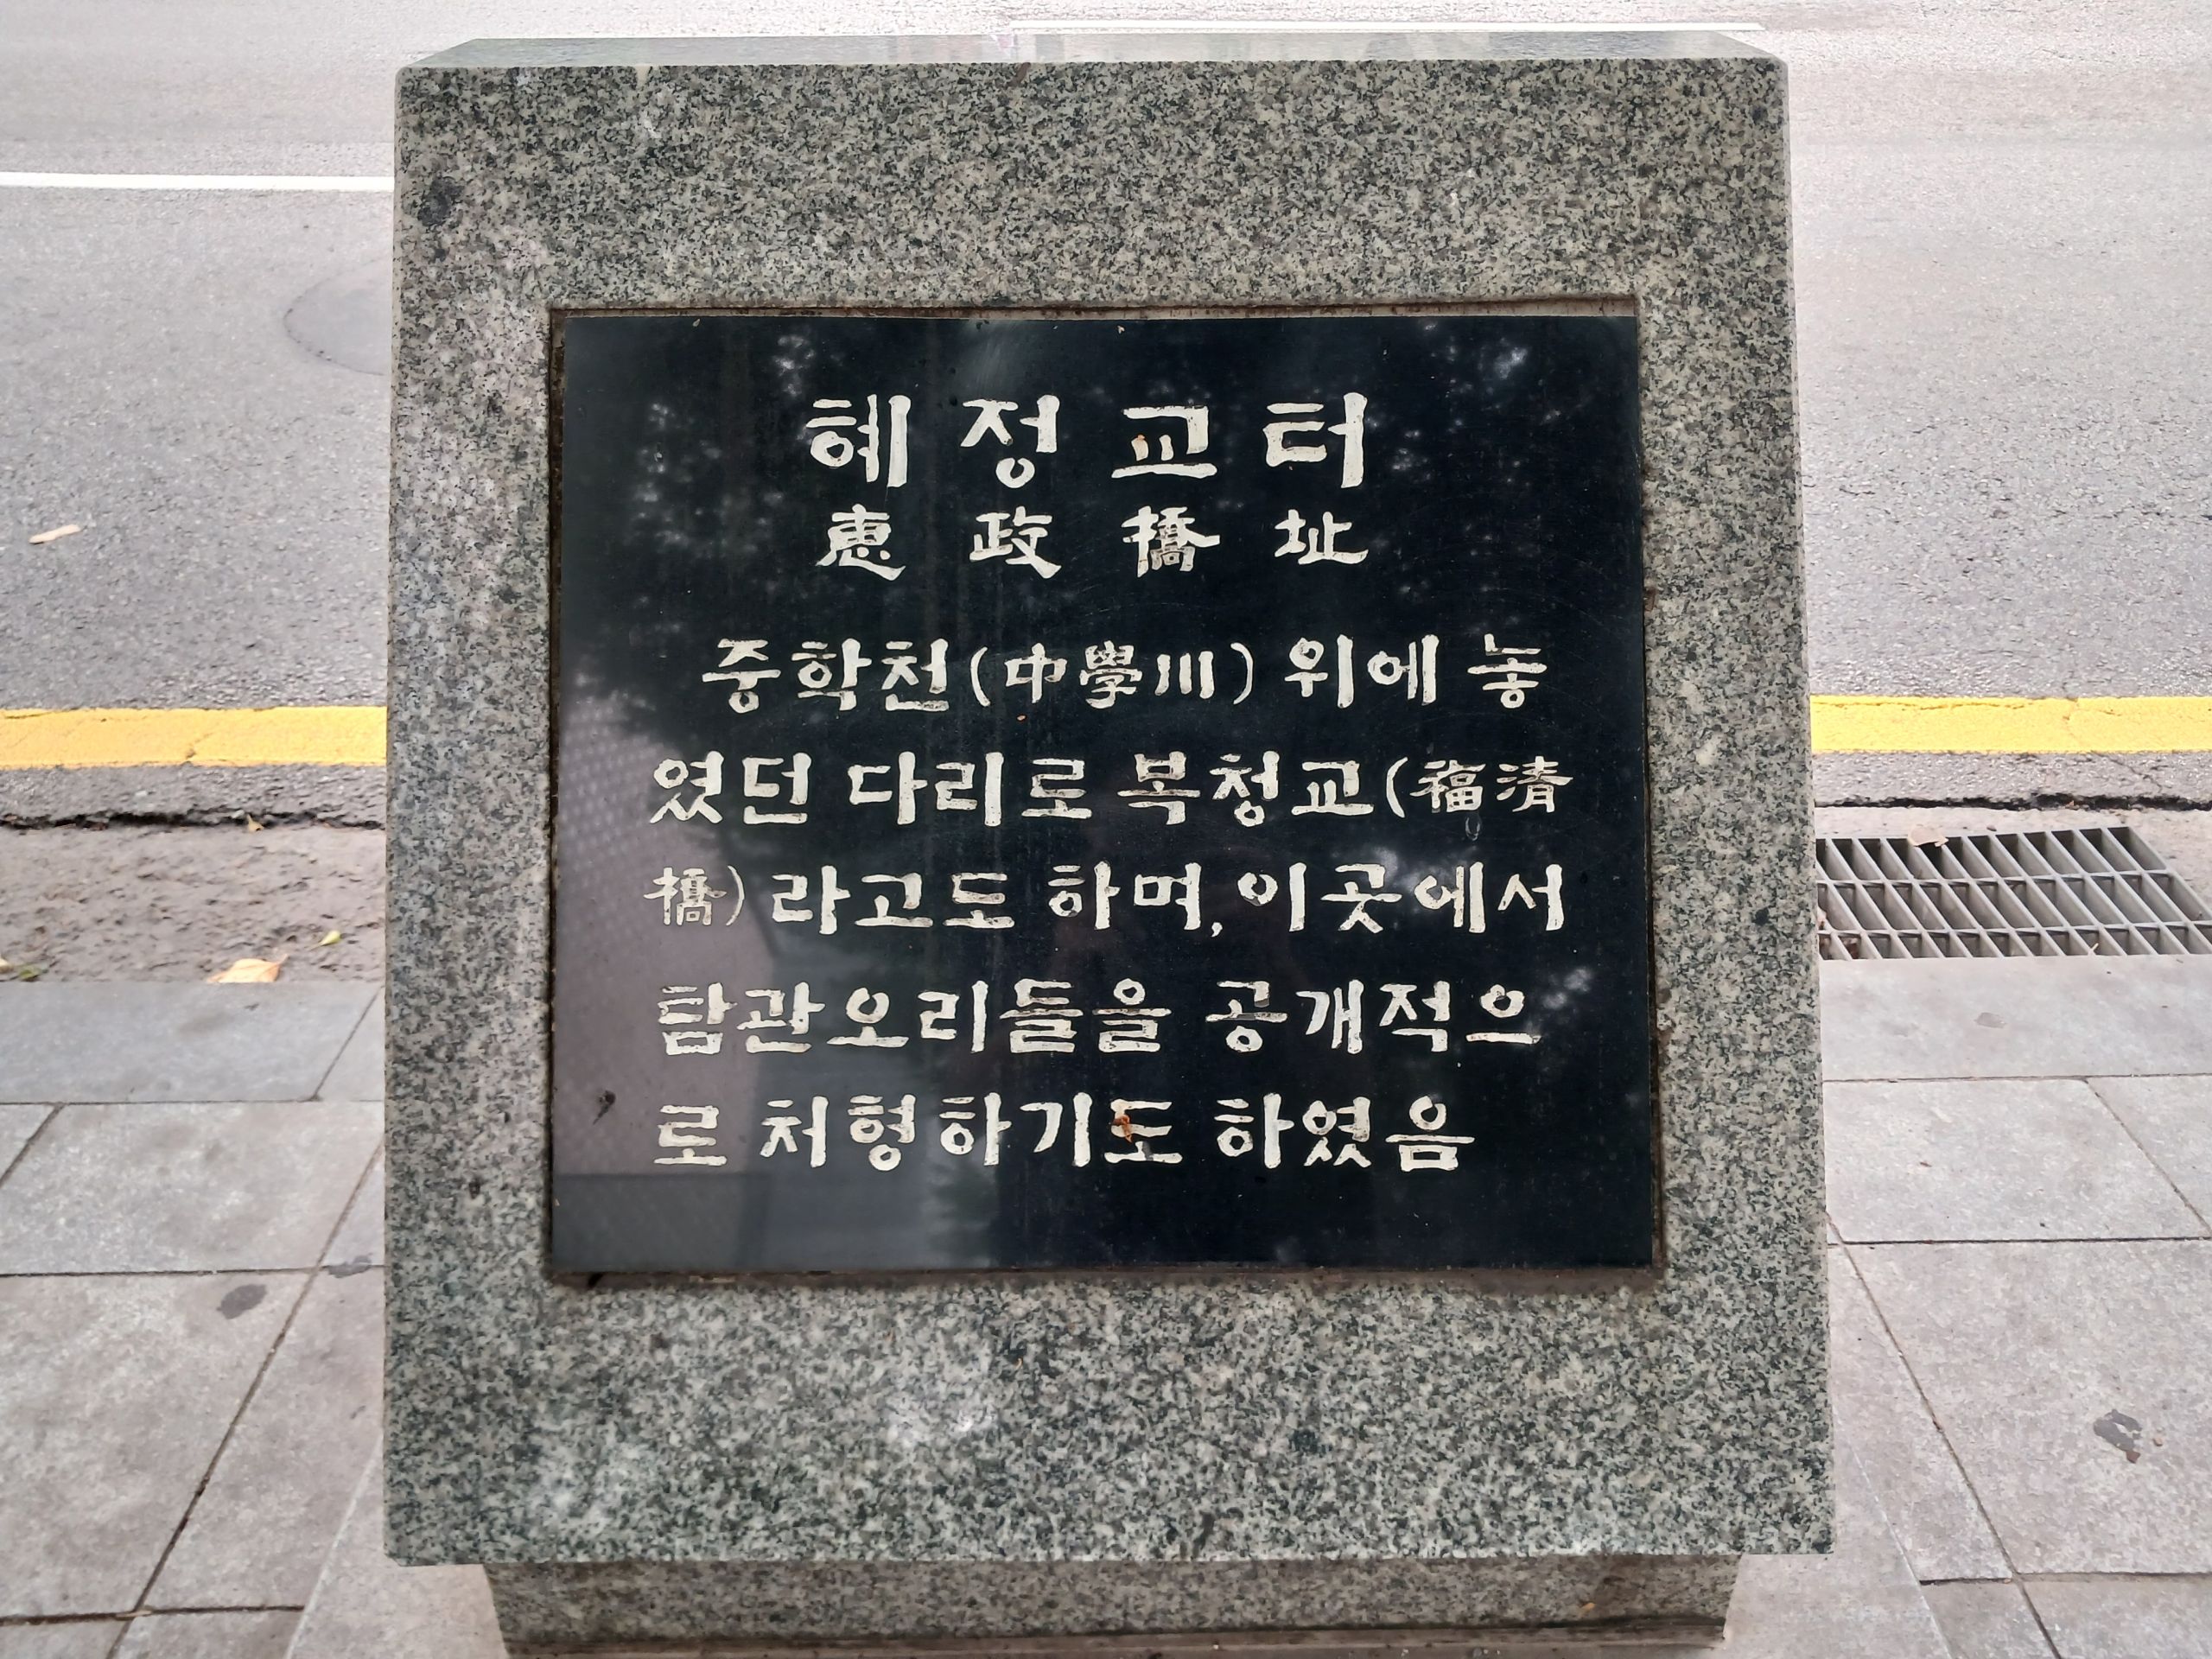 혜정교터
恵政橋址
중학천(中學川) 위에 놓
였던 다리로 복청교(福淸
橋)라고도 하며, 이곳에서
탐관오리들을 공개적으
로 처형하기도 하였음